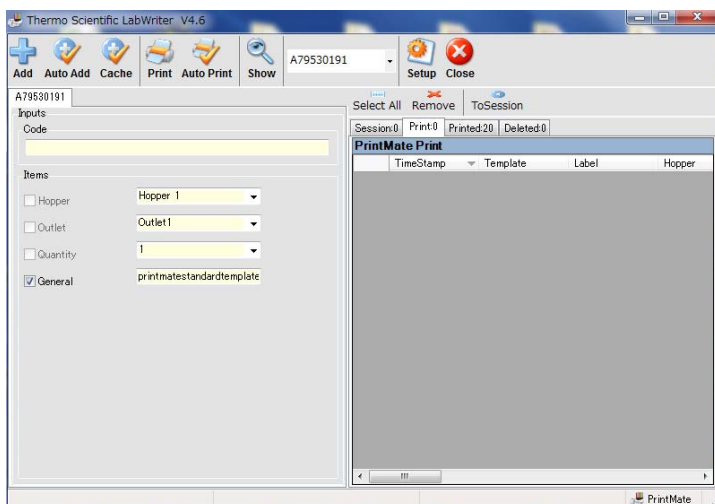 Thermo Scientific LabWriter V4.6
Add Auto Add Cache Print Auto Print Show A79530191 Setup Close
A79530191
Inputs
Code
Items
Hopper Hopper 1
Outlet Outlet1
Quantity 1
General printmatestandardtemplate
Select All Remove ToSession
Session:0 Print:0 Printed:20 Deleted:0
PrintMate Print
TimeStamp Template Label Hopper
PrintMate